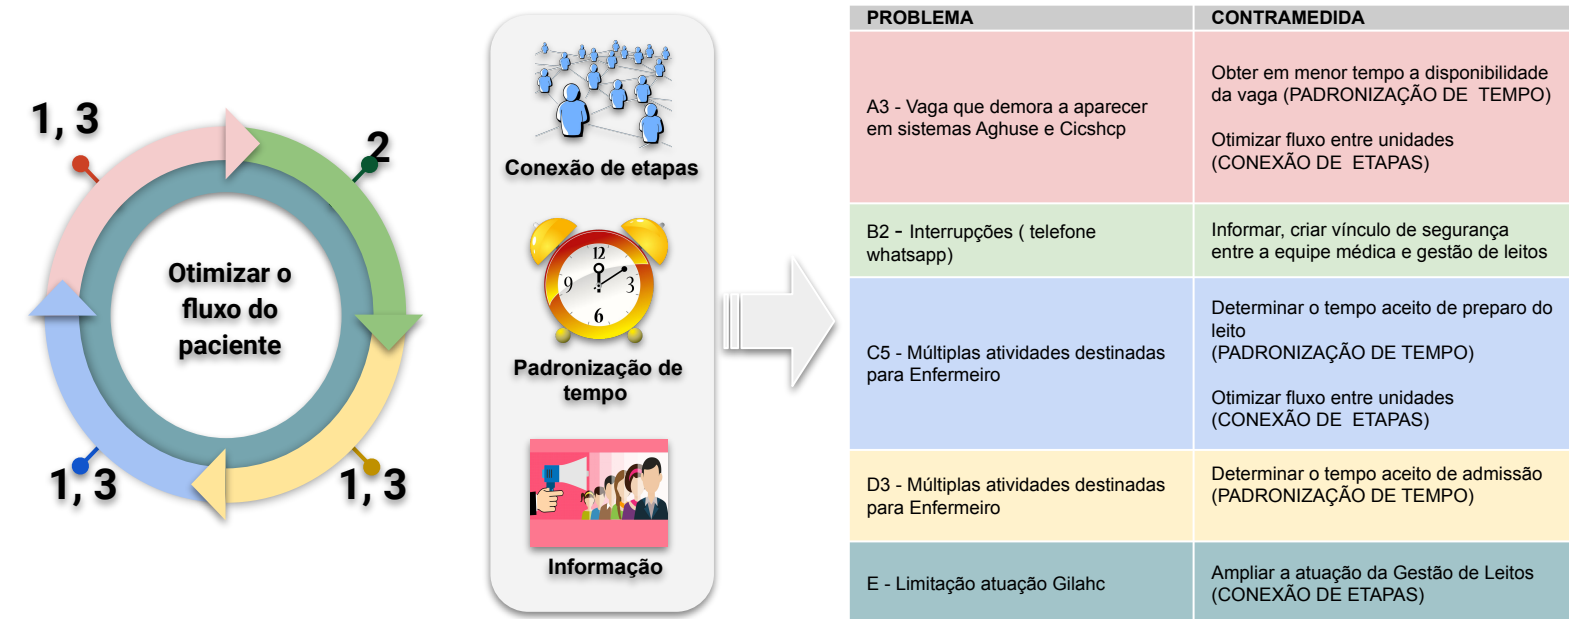 1, 3
2
Otimizar o
fluxo do
paciente
1, 3
1, 3
Conexão de etapas
12
9
3
6
Padronização de
tempo
Informação
PROBLEMA
CONTRAMEDIDA
A3 - Vaga que demora a aparecer
em sistemas Aghuse e Cicshcp
Obter em menor tempo a disponibilidade
da vaga (PADRONIZAÇÃO DE  TEMPO)
Otimizar fluxo entre unidades
(CONEXÃO DE  ETAPAS)
B2 - Interrupções ( telefone
whatsapp)
Informar, criar vínculo de segurança
entre a equipe médica e gestão de leitos
C5 - Múltiplas atividades destinadas
para Enfermeiro
Determinar o tempo aceito de preparo do
leito
(PADRONIZAÇÃO DE TEMPO)
Otimizar fluxo entre unidades
(CONEXÃO DE  ETAPAS)
D3 - Múltiplas atividades destinadas
para Enfermeiro
Determinar o tempo aceito de admissão
(PADRONIZAÇÃO DE TEMPO)
E - Limitação atuação Gilahc
Ampliar a atuação da Gestão de Leitos
(CONEXÃO DE ETAPAS)